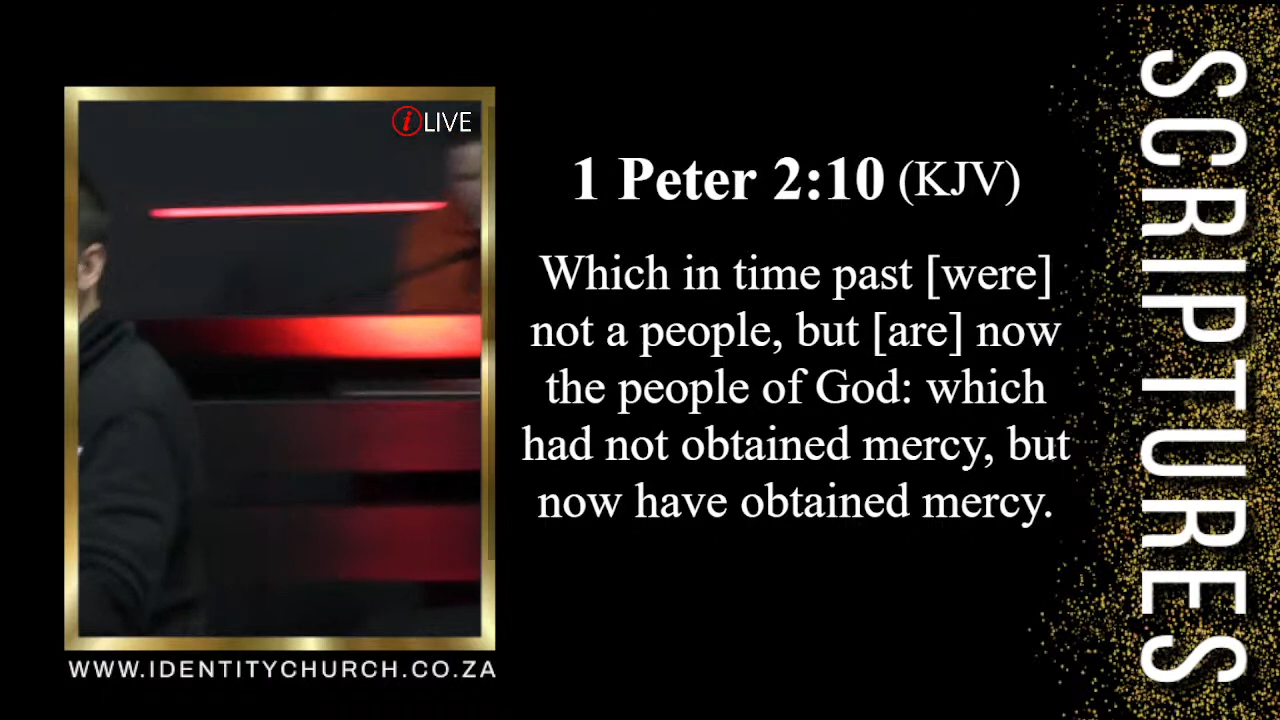 LIVE
1 Peter 2:10 (KJV)
Which in time past [were]
not a people, but [are] now
the people of God: which
had not obtained mercy, but
now have obtained mercy.
WWW.IDENTITYCHURCH.CO.ZA
SCRIPTURES